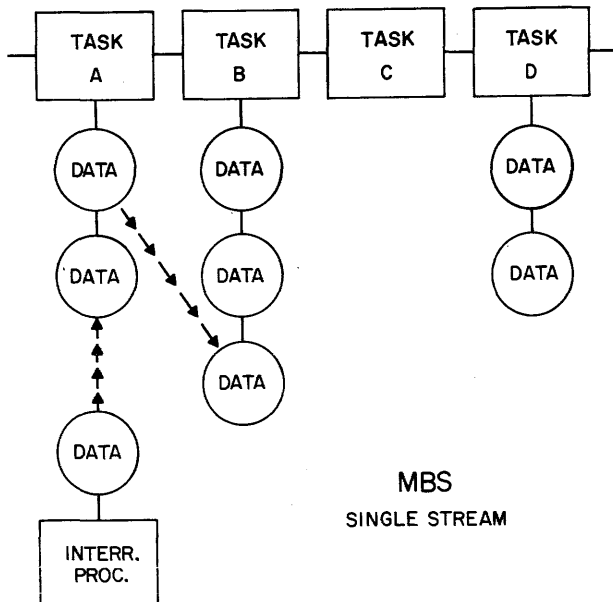 TASK
A
TASK
B
TASK
C
TASK
D
DATA
DATA
DATA
DATA
DATA
DATA
DATA
DATA
DATA
MBS
SINGLE STREAM
INTERR.
PROC.